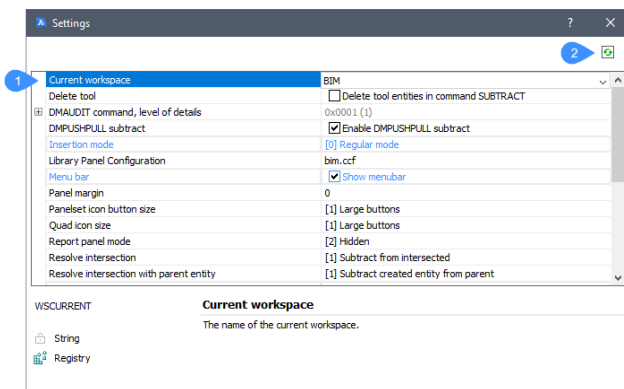 Settings
?
2
1
Current workspace BIM
Delete tool Delete tool entities in command SUBTRACT
DMAUDIT command, level of details 0x0001 (1)
DMPUSHPULL subtract Enable DMPUSHPULL subtract
Insertion mode [0] Regular mode
Library Panel Configuration bim.ccf
Menu bar Show menubar
Panel margin 0
Panelset icon button size [1] Large buttons
Quad icon size [1] Large buttons
Report panel mode [2] Hidden
Resolve intersection [1] Subtract from intersected
Resolve intersection with parent entity [1] Subtract created entity from parent
WSCURRENT Current workspace
The name of the current workspace.
String
Registry